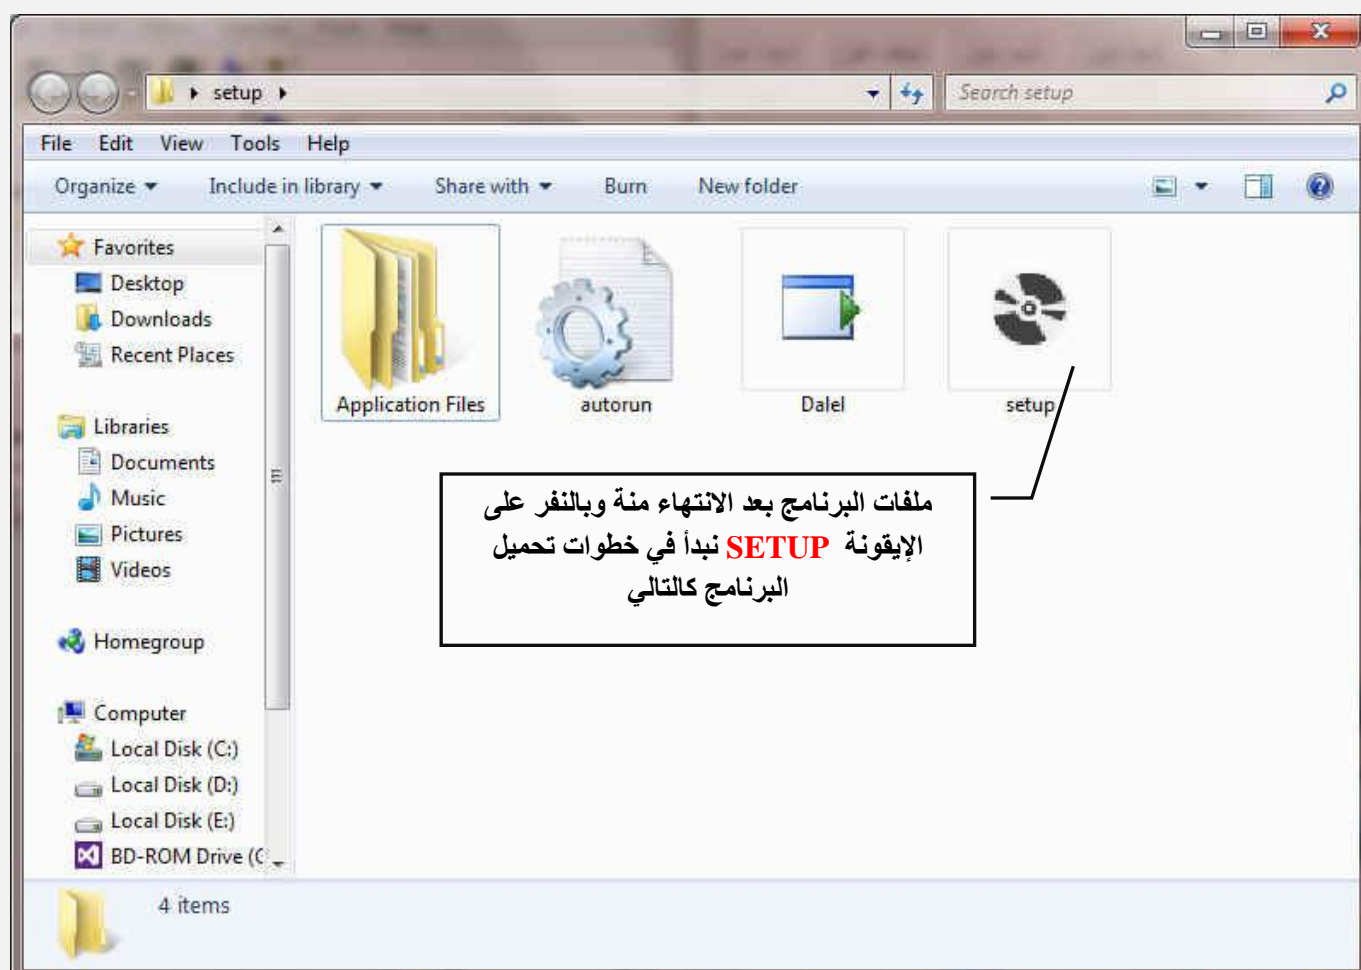 setup
Search setup
File Edit View Tools Help
Organize Include in library Share with Burn New folder
Favorites
Desktop
Downloads
Recent Places
Libraries
Documents
Music
Pictures
Videos
Homegroup
Computer
Local Disk (C:)
Local Disk (D:)
Local Disk (E:)
BD-ROM Drive (
Application Files
autorun
Dalel
setup
ملفات البرنامج بعد الانتهاء منة وبالنفر على
الإيقونة SETUP نبدأ في خطوات تحميل
البرنامج كالتالي
4 items